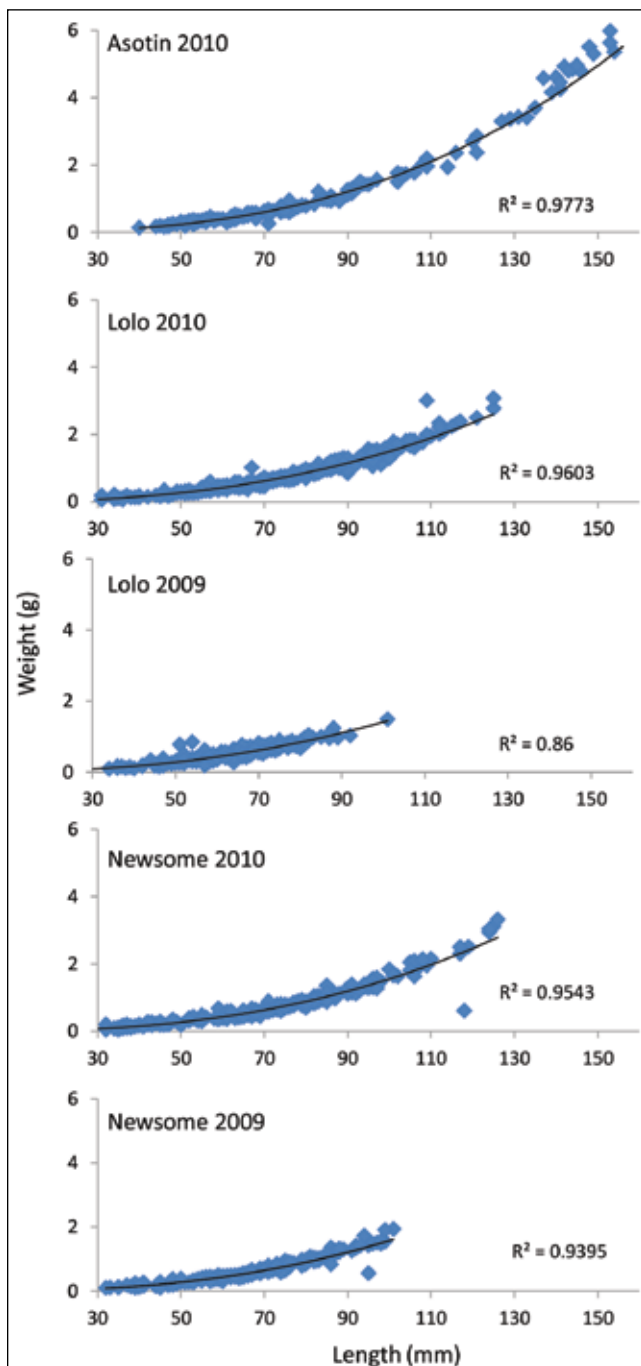 Asotin 2010
6
4
2
0
R² = 0.9773
30 50 70 90 110 130 150
Lolo 2010
6
4
2
0
R² = 0.9603
30 50 70 90 110 130 150
Lolo 2009
6
4
2
0
R² = 0.86
30 50 70 90 110 130 150
Weight (g)
Newsome 2010
6
4
2
0
R² = 0.9543
30 50 70 90 110 130 150
Newsome 2009
6
4
2
0
R² = 0.9395
30 50 70 90 110 130 150
Length (mm)